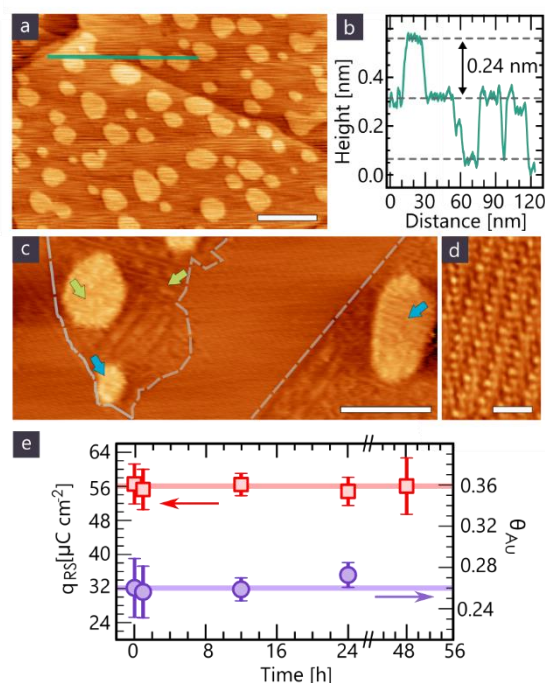 a
b
0.24 nm
Height [nm]
0.4
0.2
0.0
0 30 60 90 120
Distance [nm]
c
d
e
64
56
48
40
32
24
q RS [µC cm-2]
0.36
0.32
0.28
0.24
θ Au
0 8 16 24 48 56
Time [h]